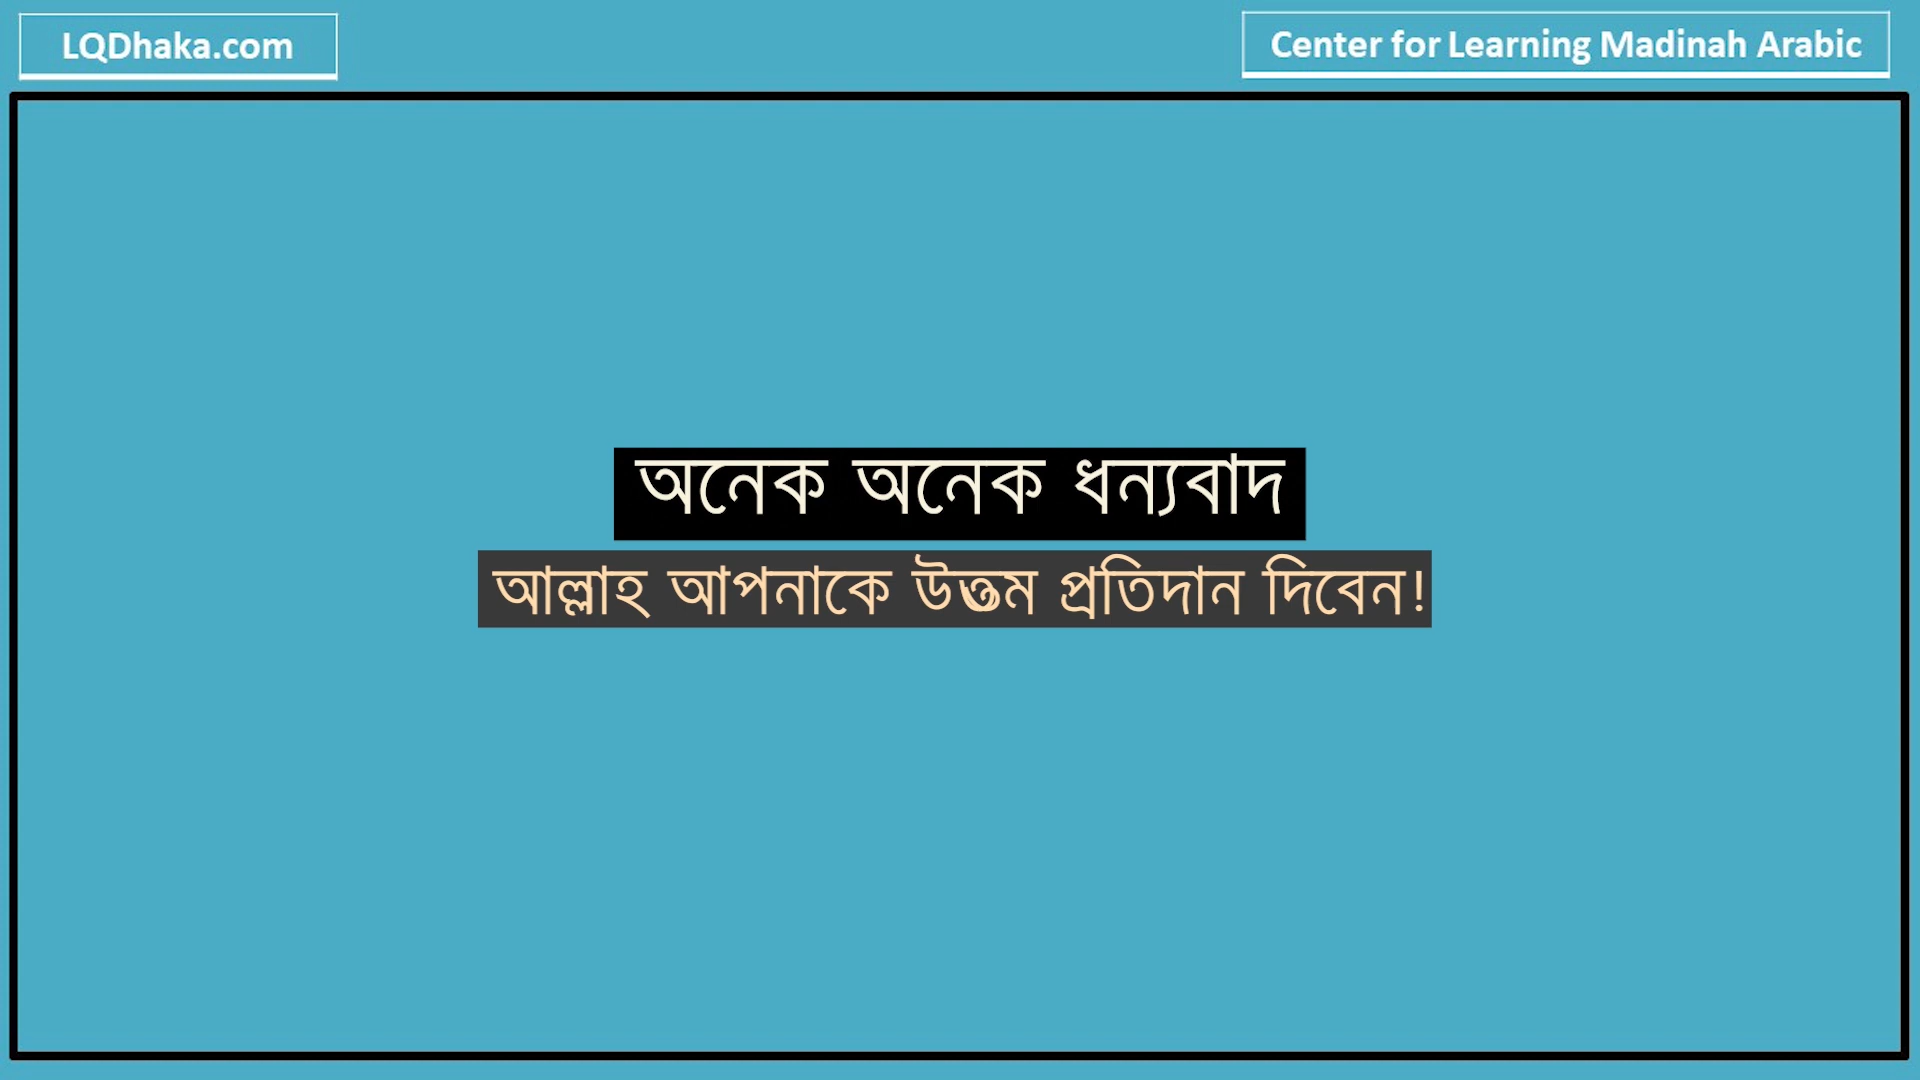 LQDhaka.com
Center for Learning Madinah Arabic
অনেক অনেক ধন্যবাদ
আল্লাহ আপনাকে উত্তম প্রতিদান দিবেন!